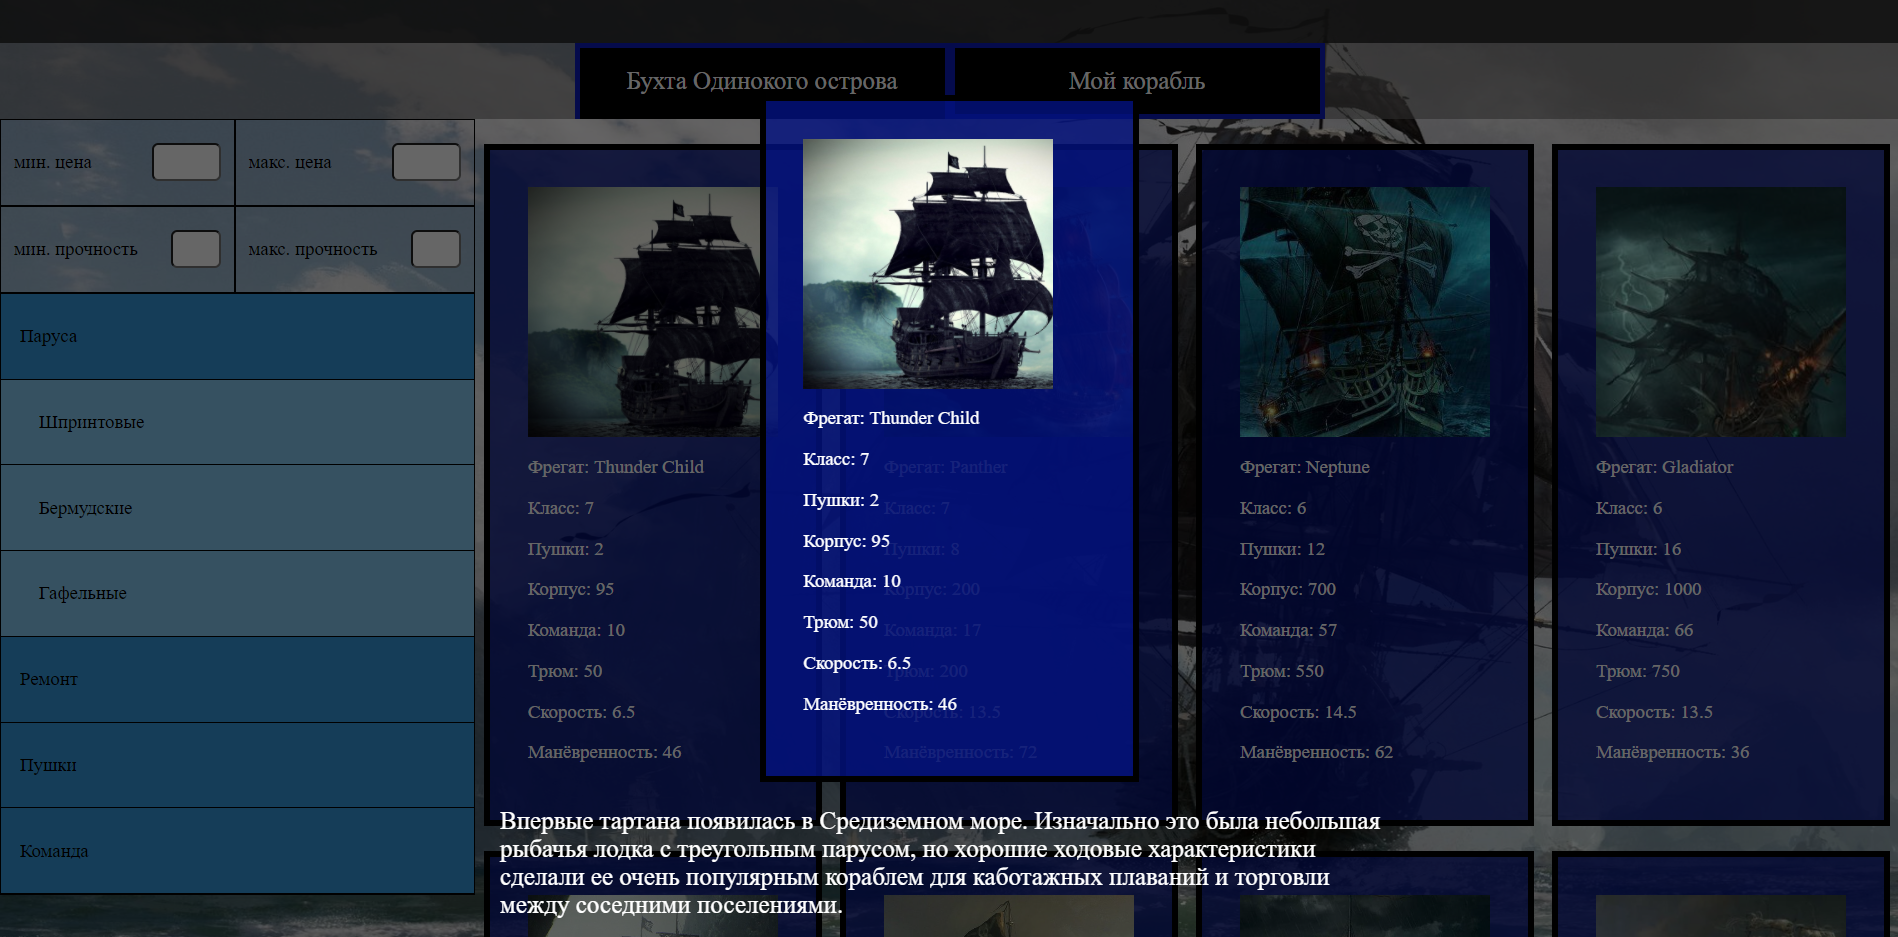 Бухта Одинокого острова
Мой корабль
мин. цена
макс. цена
мин. прочность
макс. прочность
Паруса
Шпринтовые
Бермудские
Гафельные
Ремонт
Пушки
Команда
Фрегат: Thunder Child
Класс: 7
Пушки: 2
Корпус: 95
Команда: 10
Трюм: 50
Скорость: 6.5
Манёвренность: 46
Фрегат: Thunder Child
Класс: 7
Пушки: 2
Корпус: 95
Команда: 10
Трюм: 50
Скорость: 6.5
Манёвренность: 46
Фрегат: Panther
Класс: 7
Пушки: 8
Корпус: 200
Команда: 17
Трюм: 200
Скорость: 13.5
Манёвренность: 72
Фрегат: Neptune
Класс: 6
Пушки: 12
Корпус: 700
Команда: 57
Трюм: 550
Скорость: 14.5
Манёвренность: 62
Фрегат: Gladiator
Класс: 6
Пушки: 16
Корпус: 1000
Команда: 66
Трюм: 750
Скорость: 13.5
Манёвренность: 36
Впервые тартана появилась в Средиземном море. Изначально это была небольшая
рыбачья лодка с треугольным парусом, но хорошие ходовые характеристики
сделали ее очень популярным кораблем для каботажных плаваний и торговли
между соседними поселениями.